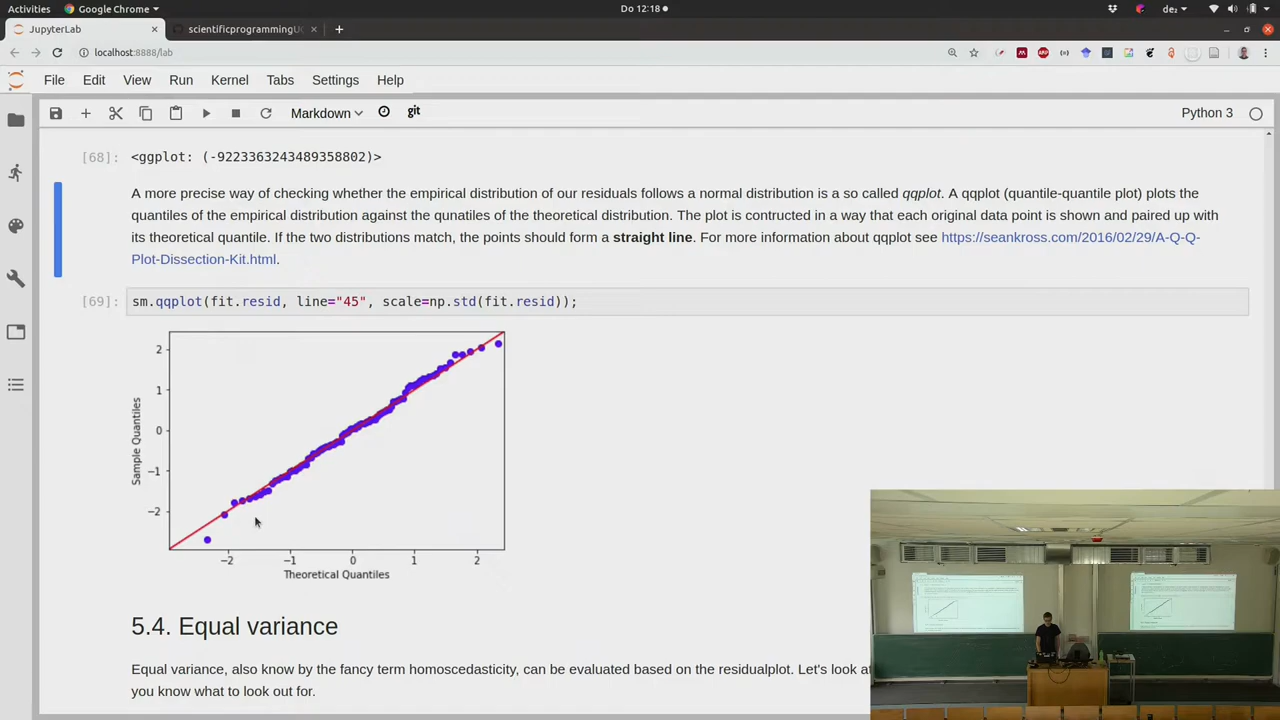 Activities
Google Chrome
Do 12:18
de₂
JupyterLab
scientificprogrammingU
localhost:8888/lab
File Edit View Run Kernel Tabs Settings Help
Markdown
git
Python 3
[68]: <ggplot: (-9223363243489358802)>
A more precise way of checking whether the empirical distribution of our residuals follows a normal distribution is a so called qqplot. A qqplot (quantile-quantile plot) plots the
quantiles of the empirical distribution against the qunatiles of the theoretical distribution. The plot is contructed in a way that each original data point is shown and paired up with
its theoretical quantile. If the two distributions match, the points should form a straight line. For more information about qqplot see https://seankross.com/2016/02/29/A-Q-Q-
Plot-Dissection-Kit.html.
[69]: sm.qqplot(fit.resid, line="45", scale=np.std(fit.resid));
2
1
0
−1
−2
Sample Quantiles
−2 −1 0 1 2
Theoretical Quantiles
5.4. Equal variance
Equal variance, also know by the fancy term homoscedasticity, can be evaluated based on the residualplot. Let's look at
you know what to look out for.